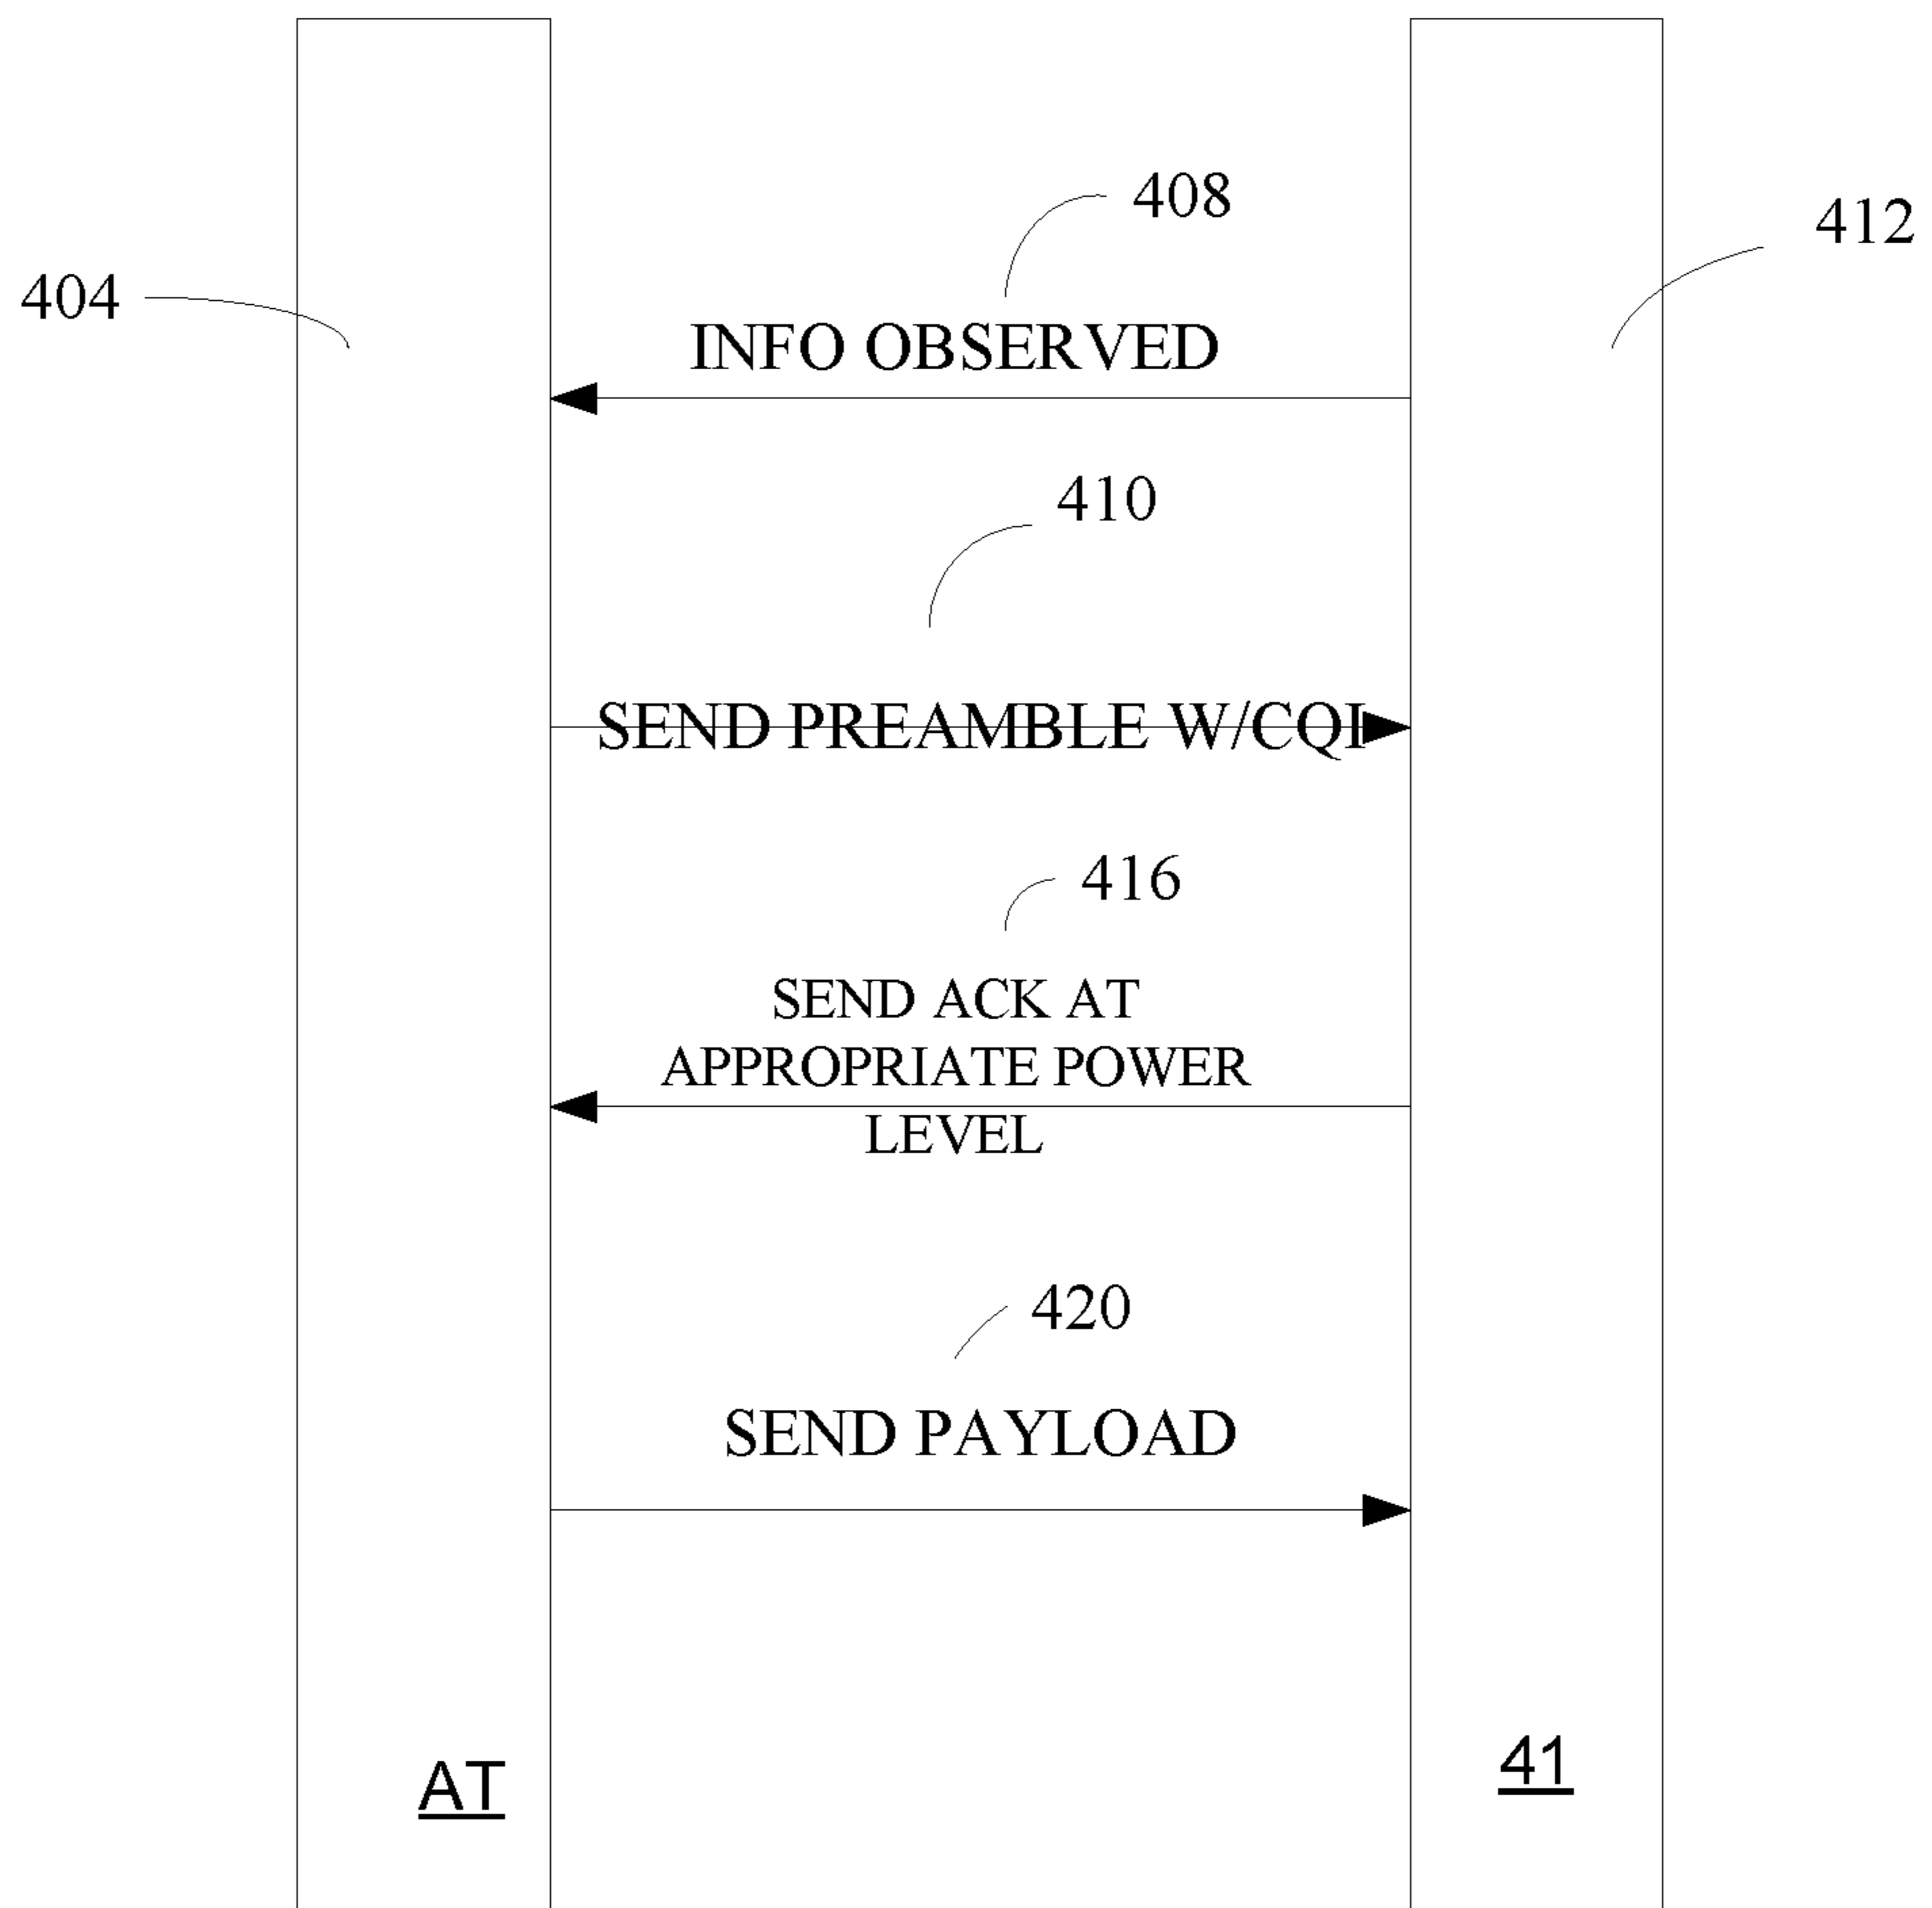 408
412
404
INFO OBSERVED
410
SEND PREAMBLE W/CQI
416
SEND ACK AT
APPROPRIATE POWER
LEVEL
420
SEND PAYLOAD
AT
41